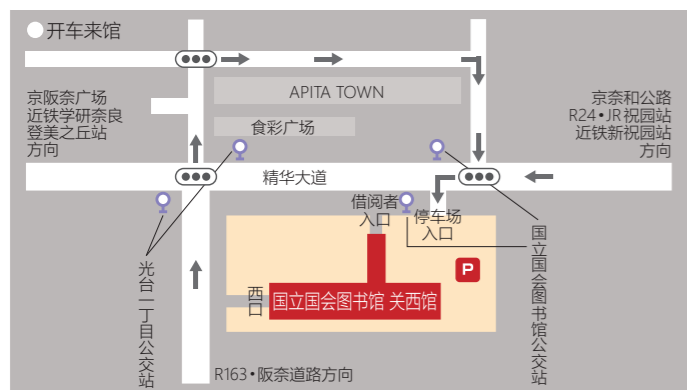 开车来馆
京阪奈广场
近铁学研奈良
登美之丘站
方向
APITA TOWN
食彩广场
京奈和公路
R24•JR祝园站
近铁新祝园站
方向
精华大道
借阅者
入口
停车场
入口
P
西口
国立国会图书馆 关西馆
光台一丁目公交站
国立国会图书馆公交站
R163•阪奈道路方向